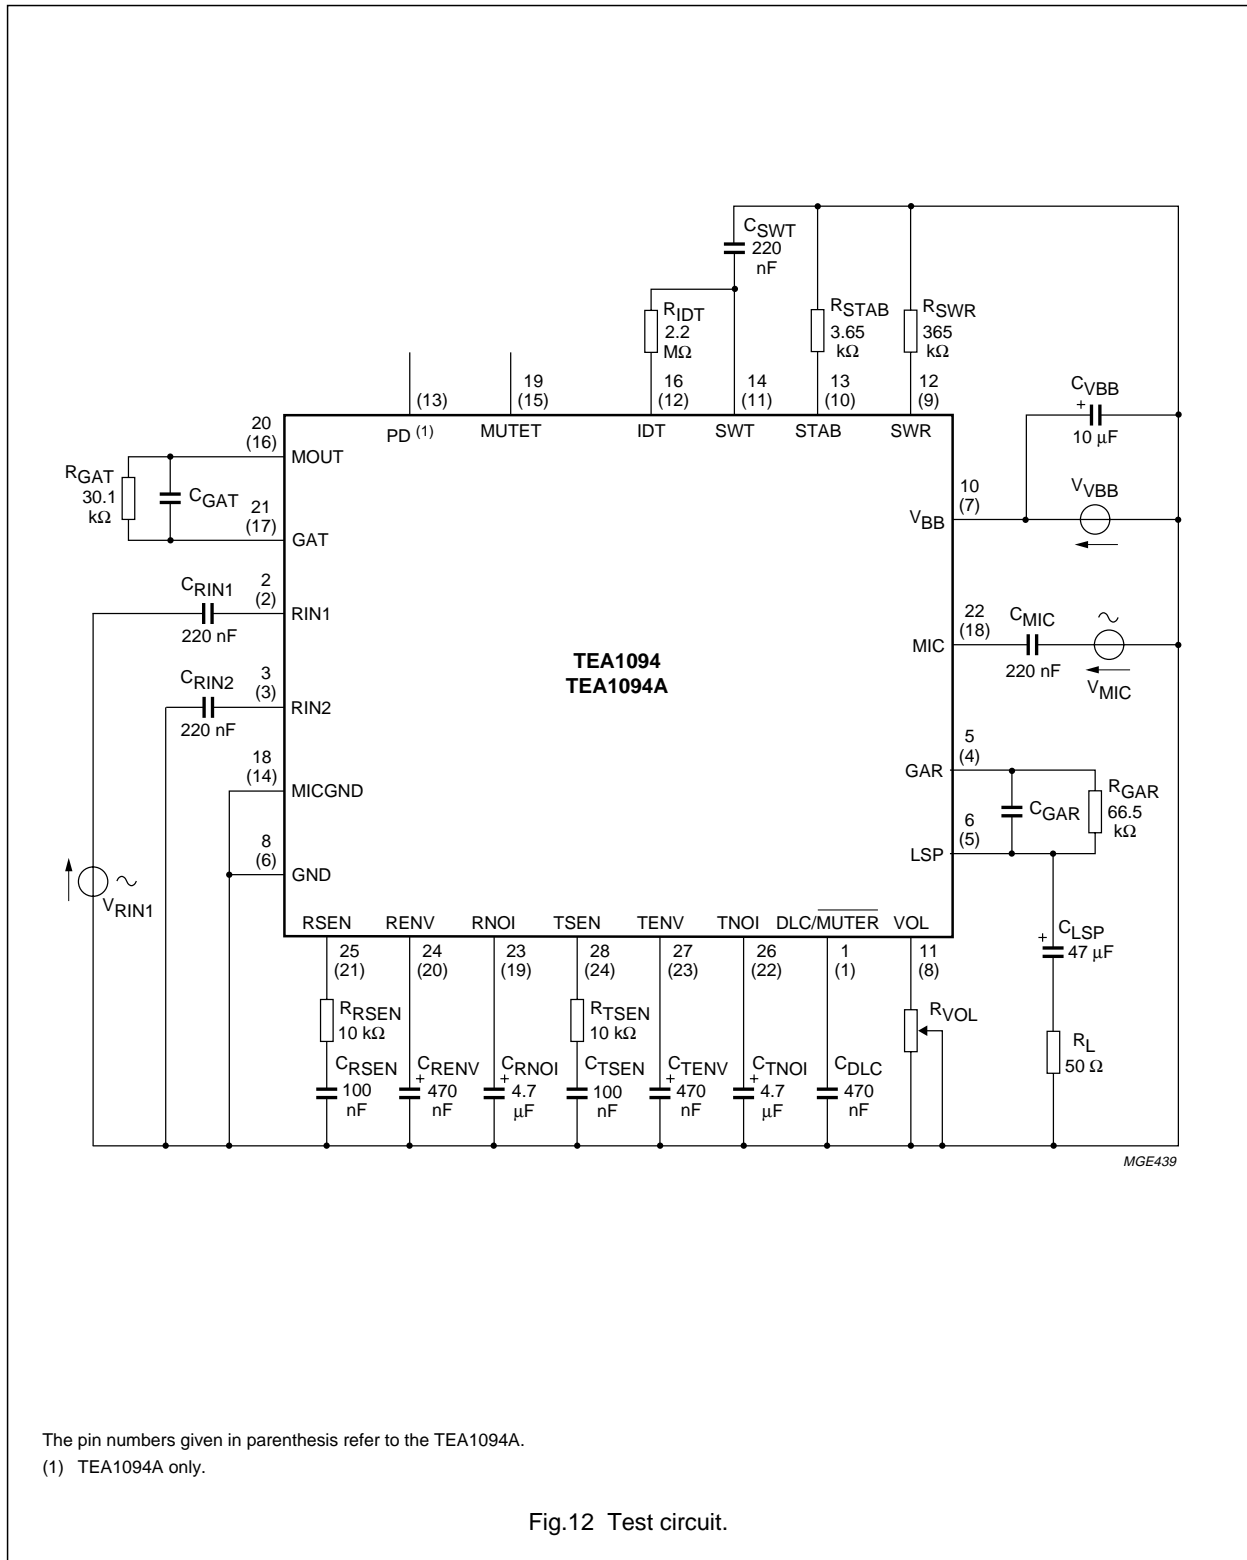 CSWT
220
nF
RIDT
2.2
MΩ
RSTAB
3.65
kΩ
RSWR
365
kΩ
(13)
19
(15)
16
(12)
14
(11)
13
(10)
12
(9)
CVBB
+
10 μF
20
(16)
PD (1)
MUTET
IDT
SWT
STAB
SWR
MOUT
RGAT
30.1
kΩ
CGAT
21
(17)
GAT
10
(7)
VBB
VVBB
CRIN1
220 nF
2
(2)
RIN1
22
(18)
MIC
CMIC
220 nF
~
VMIC
TEA1094
TEA1094A
CRIN2
220 nF
3
(3)
RIN2
18
(14)
MICGND
5
(4)
GAR
CGAR
RGAR
66.5
kΩ
6
(5)
LSP
8
(6)
GND
~
VRIN1
RSEN
RENV
RNOI
TSEN
TENV
TNOI
DLC/MUTER
VOL
25
(21)
24
(20)
23
(19)
28
(24)
27
(23)
26
(22)
1
(1)
11
(8)
CLSP
+
47 μF
RRSEN
10 kΩ
RTSEN
10 kΩ
RVOL
RL
50 Ω
CRSEN
100
nF
CRENV
+
470
nF
CRNOI
+
4.7
μF
CTSEN
100
nF
CTENV
+
470
nF
CTNOI
+
4.7
μF
CDLC
470
nF
MGE439
The pin numbers given in parenthesis refer to the TEA1094A.
(1) TEA1094A only.
Fig.12 Test circuit.